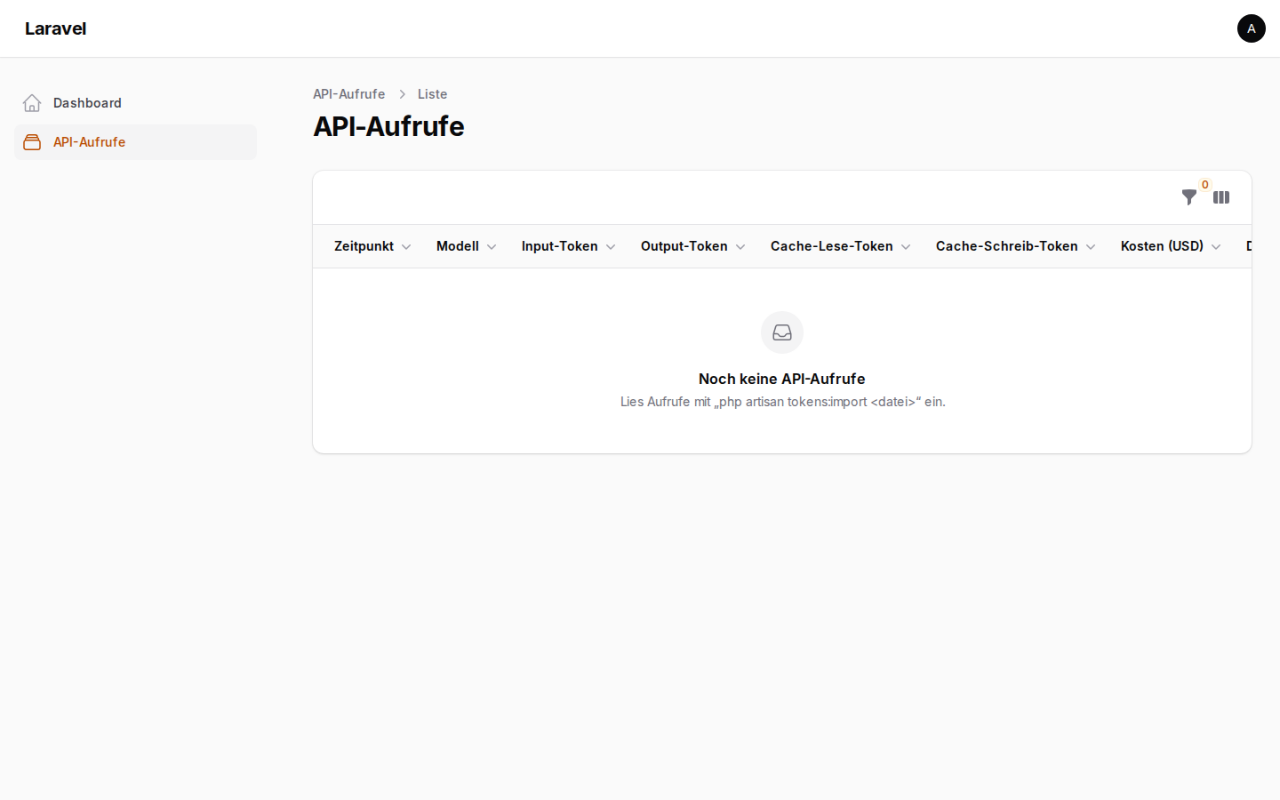 Laravel
A
Dashboard
API-Aufrufe
API-Aufrufe Liste
API-Aufrufe
0
Zeitpunkt Modell Input-Token Output-Token Cache-Lese-Token Cache-Schreib-Token Kosten (USD)
Noch keine API-Aufrufe
Lies Aufrufe mit „php artisan tokens:import <datei>“ ein.